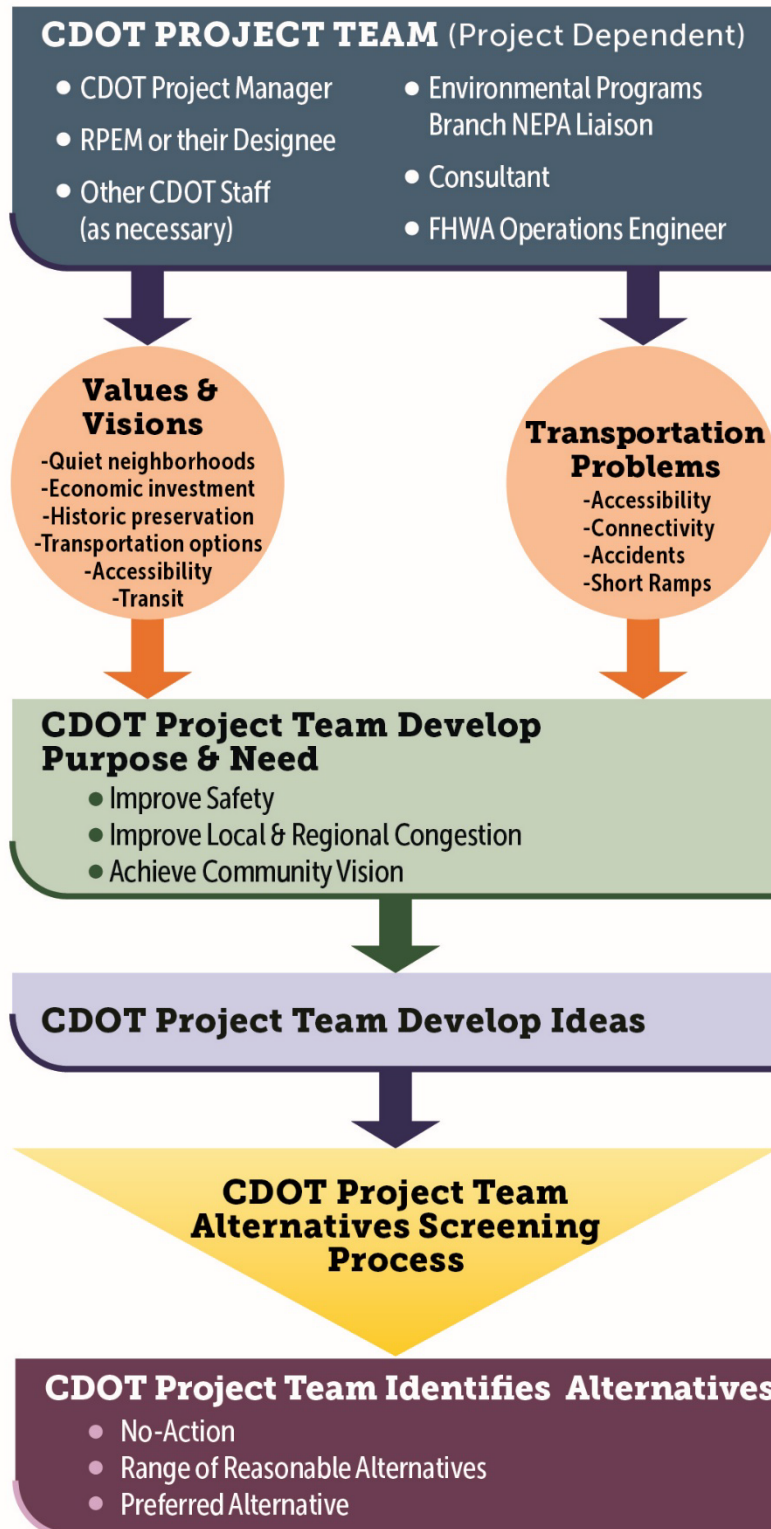 CDOT PROJECT TEAM (Project Dependent)
• CDOT Project Manager
• RPEM or their Designee
• Other CDOT Staff
(as necessary)
• Environmental Programs
Branch NEPA Liaison
• Consultant
• FHWA Operations Engineer
Values &
Visions
-Quiet neighborhoods
-Economic investment
-Historic preservation
-Transportation options
-Accessibility
-Transit
Transportation
Problems
-Accessibility
-Connectivity
-Accidents
-Short Ramps
CDOT Project Team Develop
Purpose & Need
• Improve Safety
• Improve Local & Regional Congestion
• Achieve Community Vision
CDOT Project Team Develop Ideas
CDOT Project Team
Alternatives Screening
Process
CDOT Project Team Identifies Alternatives
• No-Action
• Range of Reasonable Alternatives
• Preferred Alternative